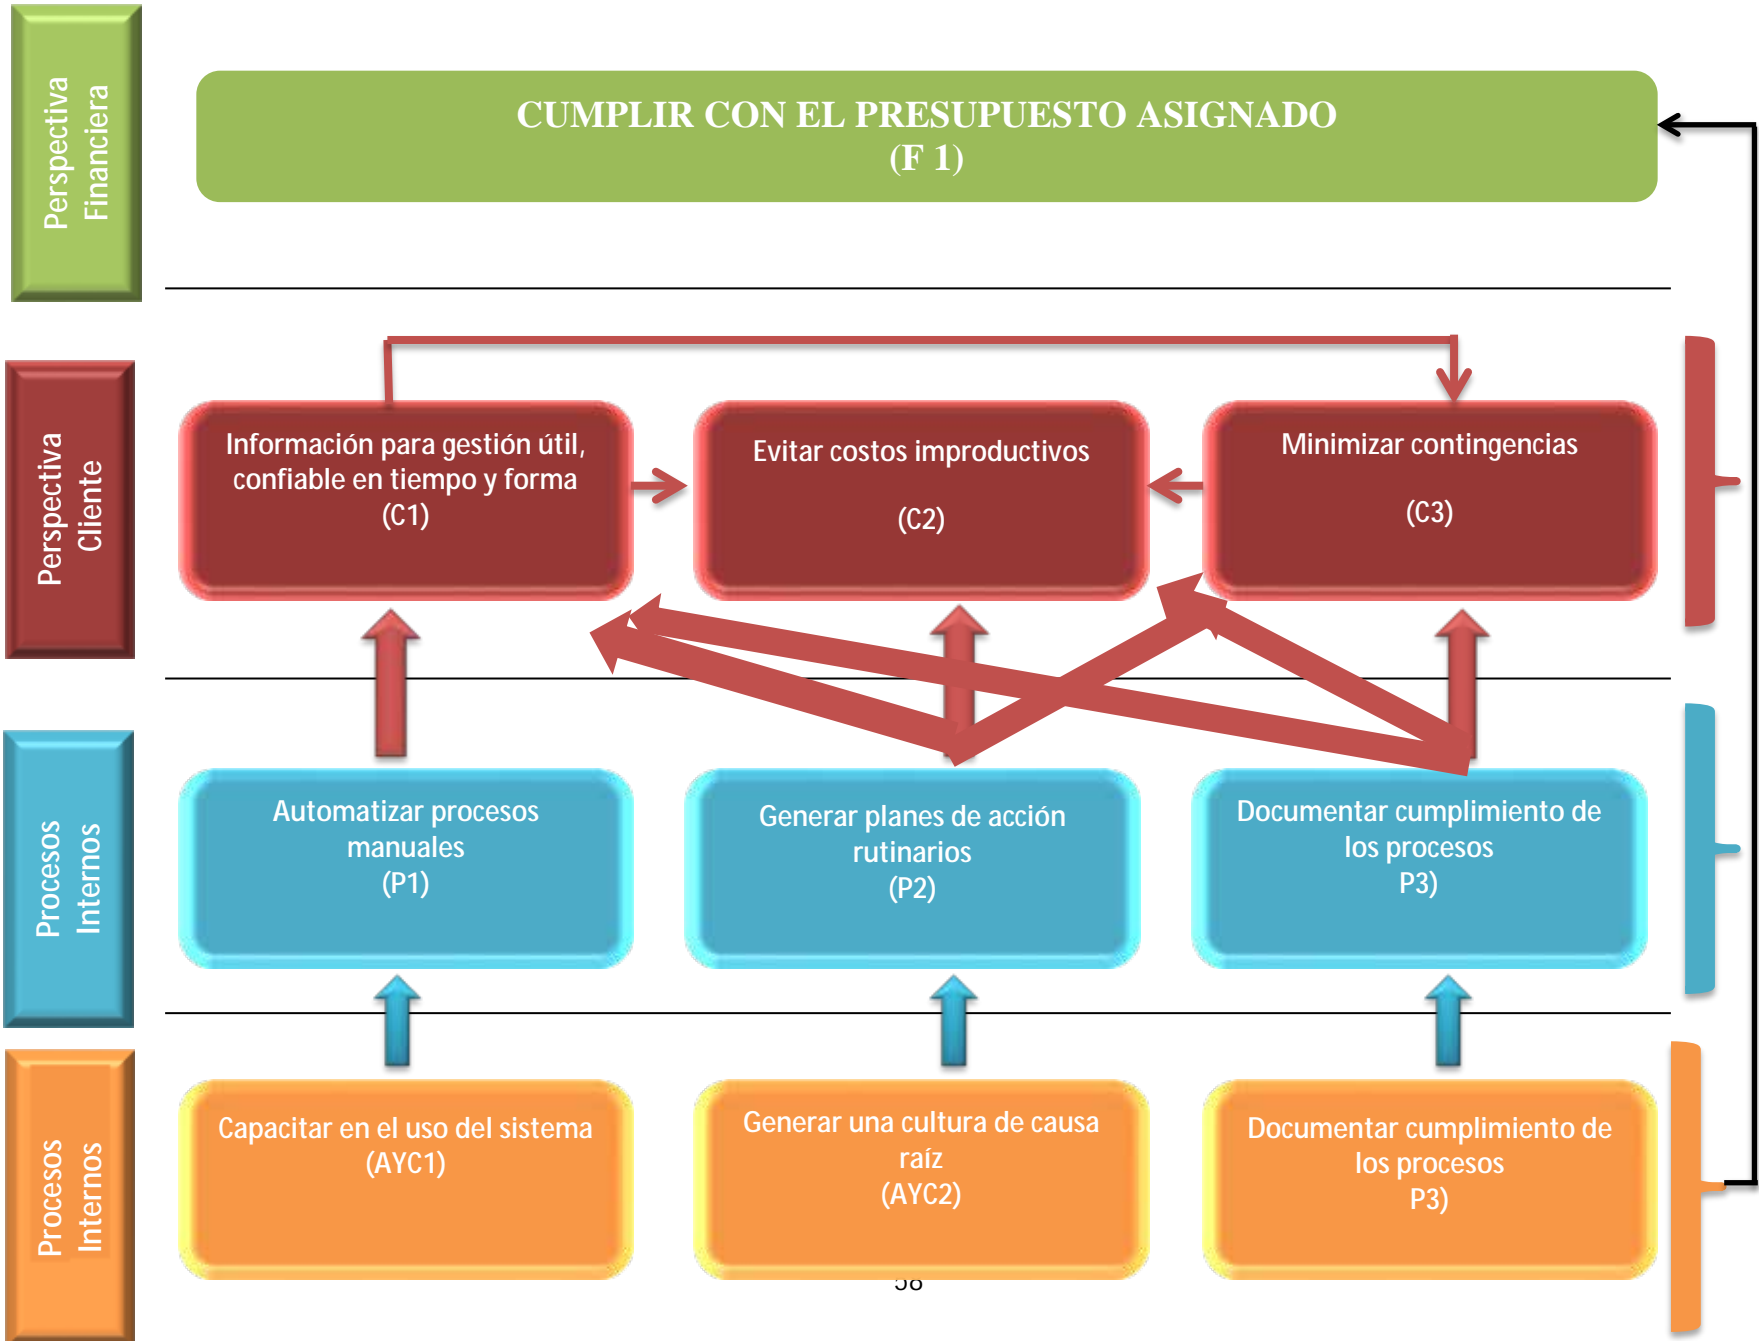 Perspectiva
Financiera
CUMPLIR CON EL PRESUPUESTO ASIGNADO
(F 1)
Perspectiva
Cliente
Información para gestión útil,
confiable en tiempo y forma
(C1)
Evitar costos improductivos
(C2)
Minimizar contingencias
(C3)
Procesos
Internos
Automatizar procesos
manuales
(P1)
Generar planes de acción
rutinarios
(P2)
Documentar cumplimiento de
los procesos
P3)
Procesos
Internos
Capacitar en el uso del sistema
(AYC1)
Generar una cultura de causa
raíz
(AYC2)
Documentar cumplimiento de
los procesos
P3)